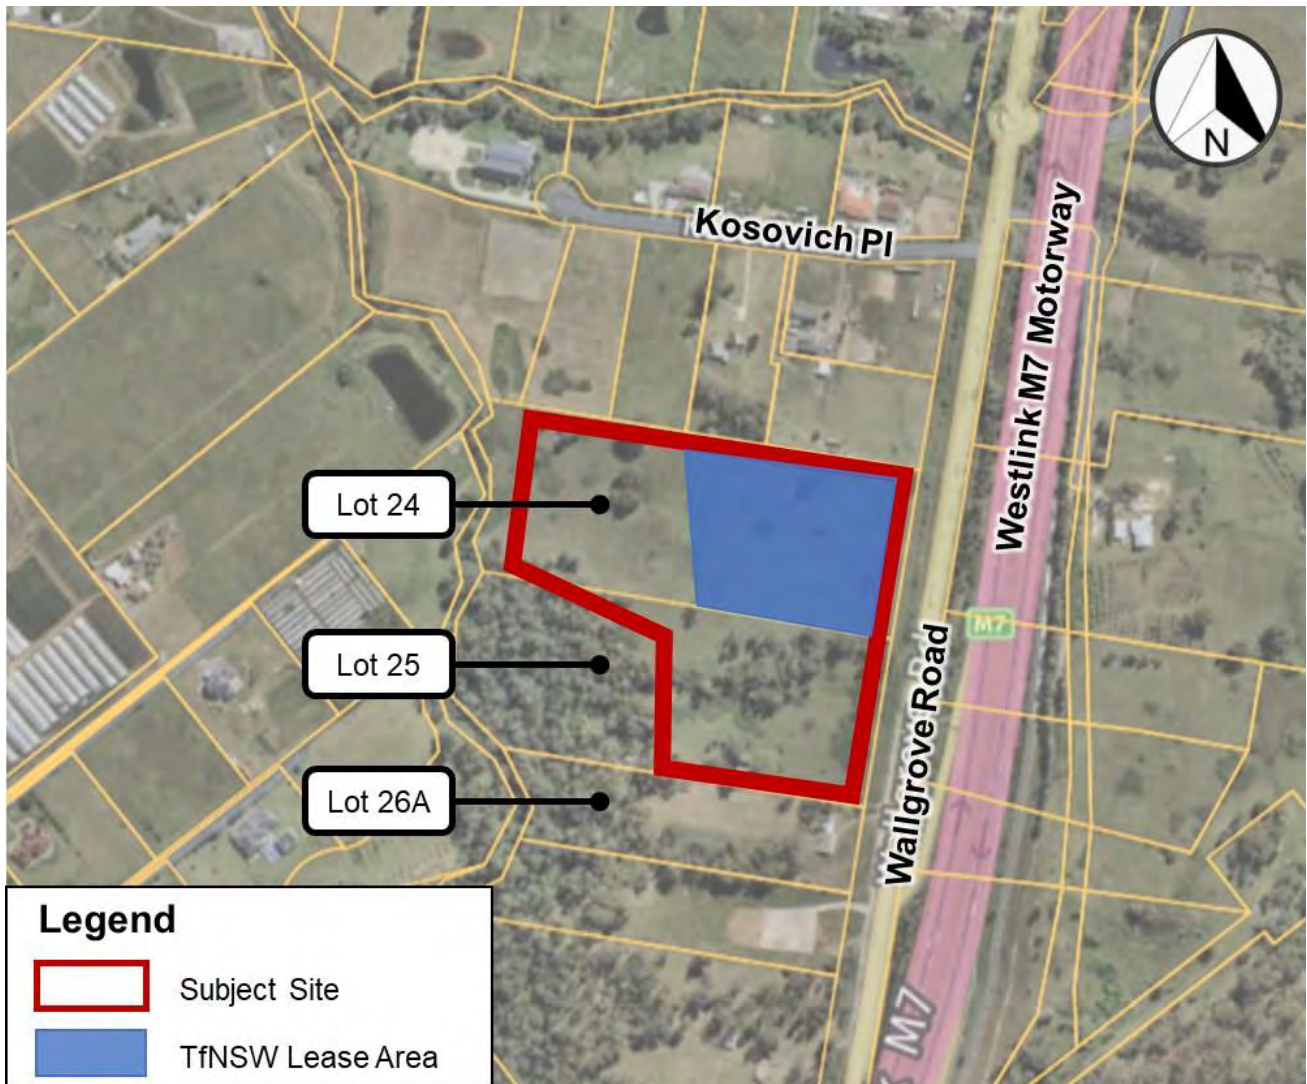 N
Kosovich Pl
Westlink M7 Motorway
Lot 24
M7
Lot 25
Wallgrove Road
Lot 26A
M7
Legend
Subject Site
TfNSW Lease Area